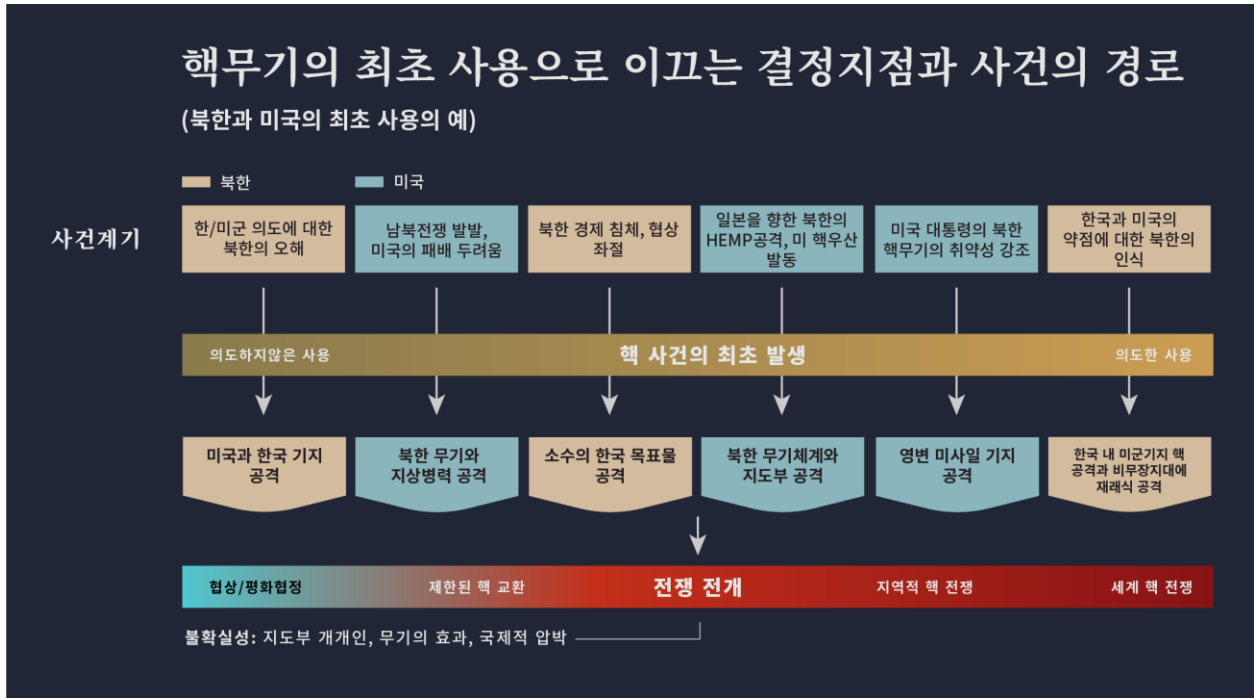 핵무기의 최초 사용으로 이끄는 결정지점과 사건의 경로
(북한과 미국의 최초 사용의 예)
북한
미국
사건계기
한/미군 의도에 대한
북한의 오해
남북전쟁 발발,
미국의 패배 두려움
북한 경제 침체, 협상
좌절
일본을 향한 북한의
HEMP공격, 미 핵우산
발동
미국 대통령의 북한
핵무기의 취약성 강조
한국과 미국의
약점에 대한 북한의
인식
의도하지않은 사용
핵 사건의 최초 발생
의도한 사용
미국과 한국 기지
공격
북한 무기와
지상병력 공격
소수의 한국 목표물
공격
북한 무기체계와
지도부 공격
영변 미사일 기지
공격
한국 내 미군기지 핵
공격과 비무장지대에
재래식 공격
협상/평화협정
제한된 핵 교환
전쟁 전개
지역적 핵 전쟁
세계 핵 전쟁
불확실성: 지도부 개개인, 무기의 효과, 국제적 압박